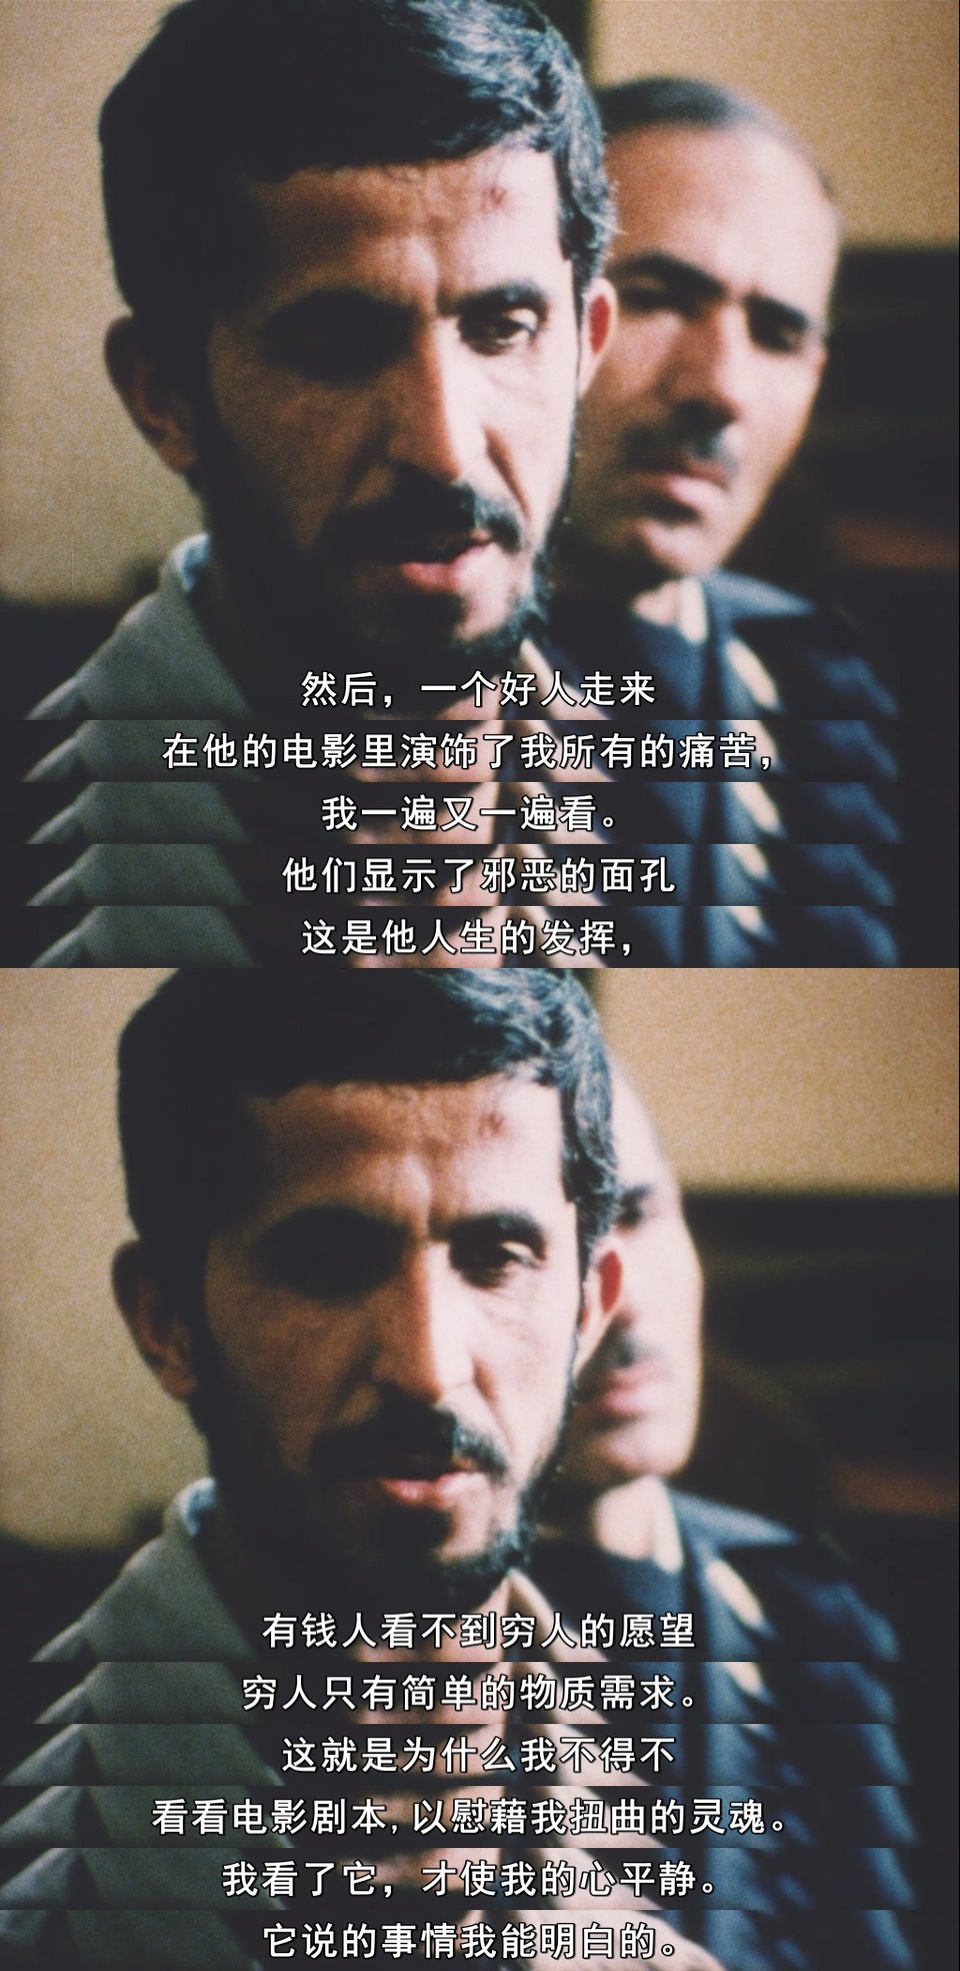 然后，一个好人走来
在他的电影里演饰了我所有的痛苦，
我一遍又一遍看。
他们显示了邪恶的面孔
这是他人生的发挥，
有钱人看不到穷人的愿望
穷人只有简单的物质需求。
这就是为什么我不得不
看看电影剧本,以慰藉我扭曲的灵魂。
我看了它，才使我的心平静。
它说的事情我能明白的。